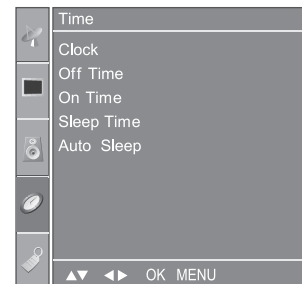 Time
Clock
Off Time
On Time
Sleep Time
Auto Sleep
▲▼ ◄► OK MENU